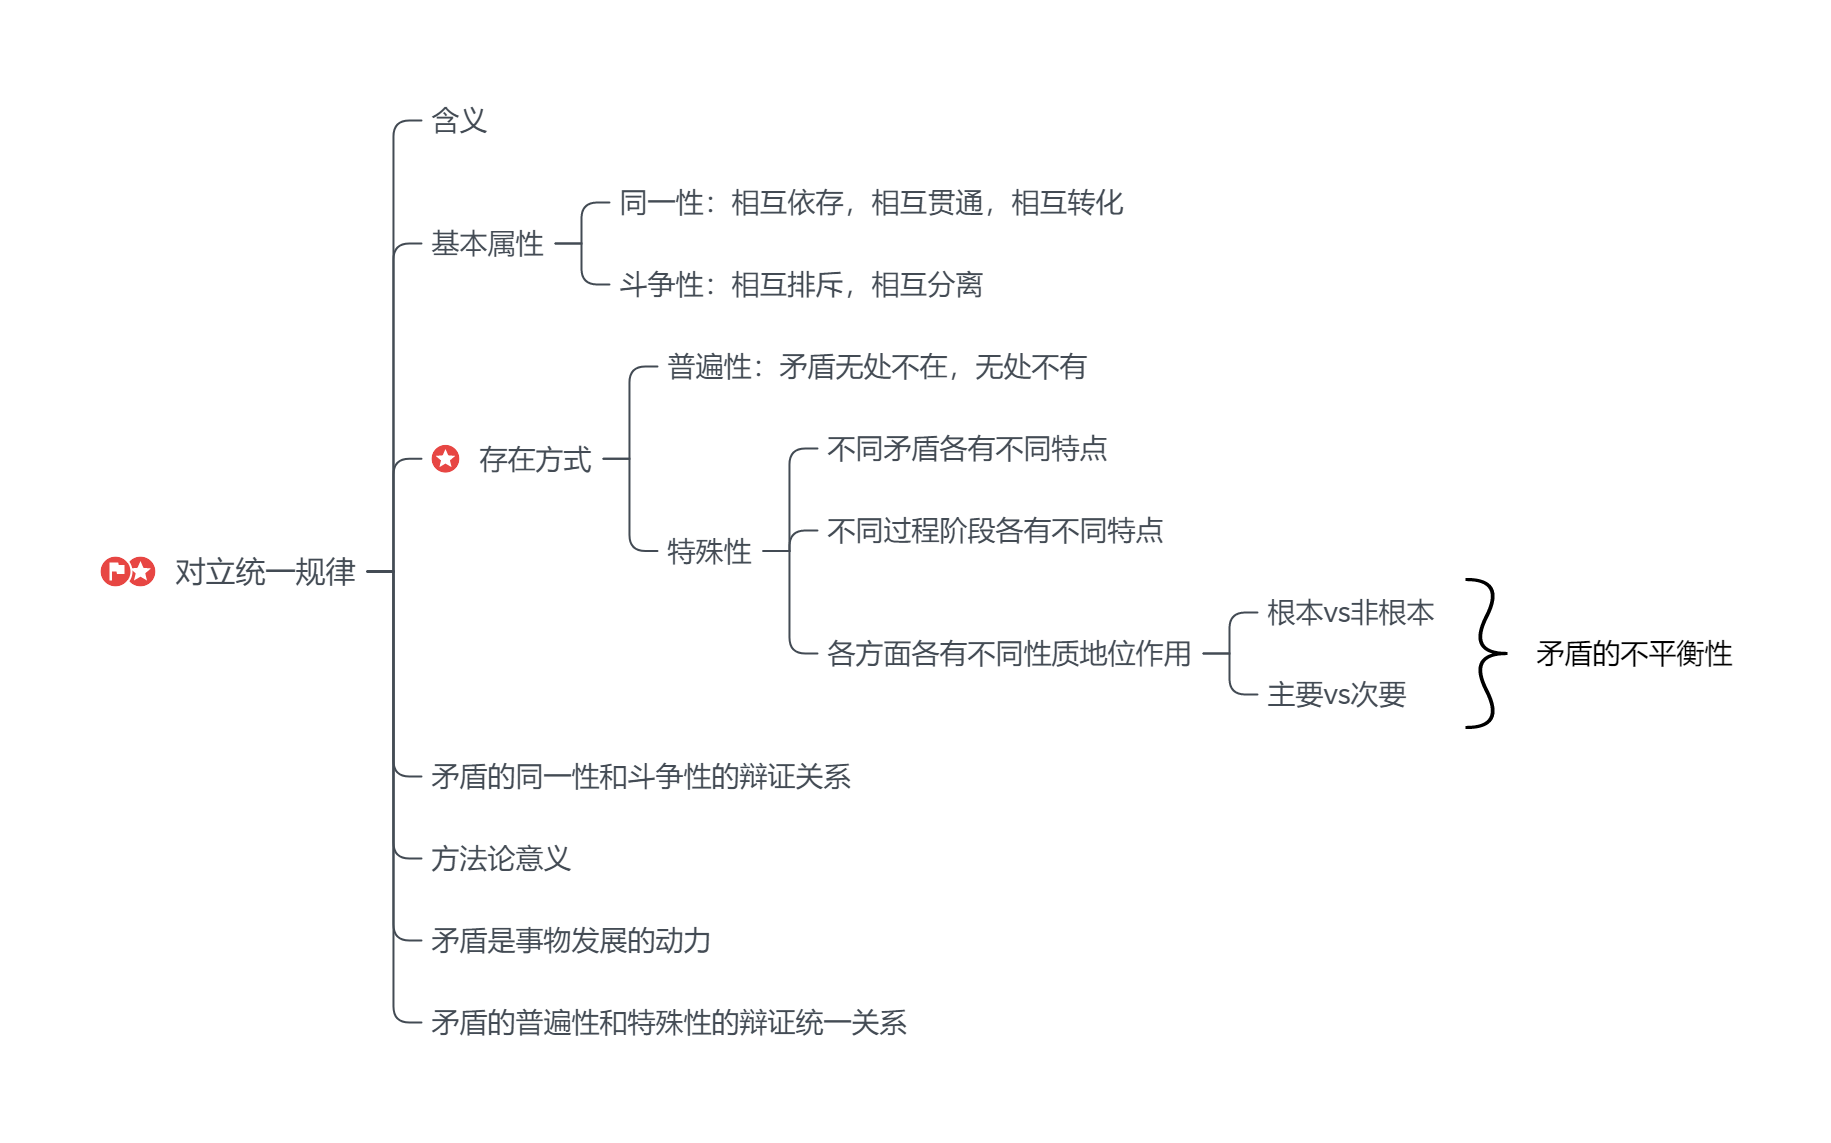 含义
同一性：相互依存，相互贯通，相互转化
基本属性
斗争性：相互排斥，相互分离
普遍性：矛盾无处不在，无处不有
不同矛盾各有不同特点
存在方式
不同过程阶段各有不同特点
特殊性
对立统一规律
根本vs非根本
各方面各有不同性质地位作用
矛盾的不平衡性
主要vs次要
矛盾的同一性和斗争性的辩证关系
方法论意义
矛盾是事物发展的动力
矛盾的普遍性和特殊性的辩证统一关系